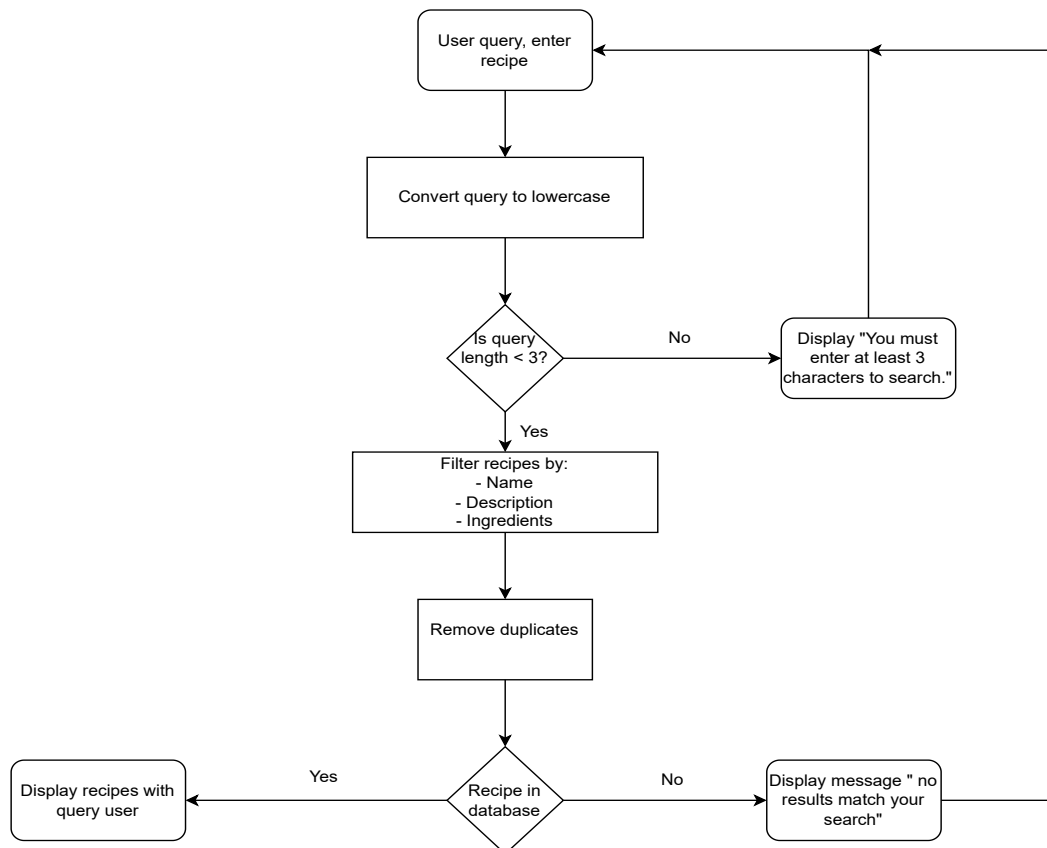 User query, enter
recipe
Convert query to lowercase
Is query
length < 3?
No
Display "You must
enter at least 3
characters to search."
Yes
Filter recipes by:
- Name
- Description
- Ingredients
Remove duplicates
Display recipes with
query user
Yes
Recipe in
database
No
Display message " no
results match your
search"